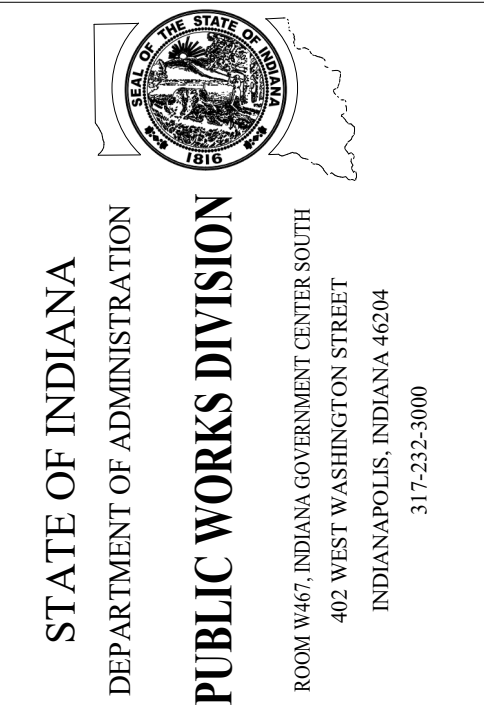 SEAL OF THE STATE OF INDIANA
1816
STATE OF INDIANA
DEPARTMENT OF ADMINISTRATION
PUBLIC WORKS DIVISION
ROOM W467, INDIANA GOVERNMENT CENTER SOUTH
402 WEST WASHINGTON STREET
INDIANAPOLIS, INDIANA 46204
317-232-3000